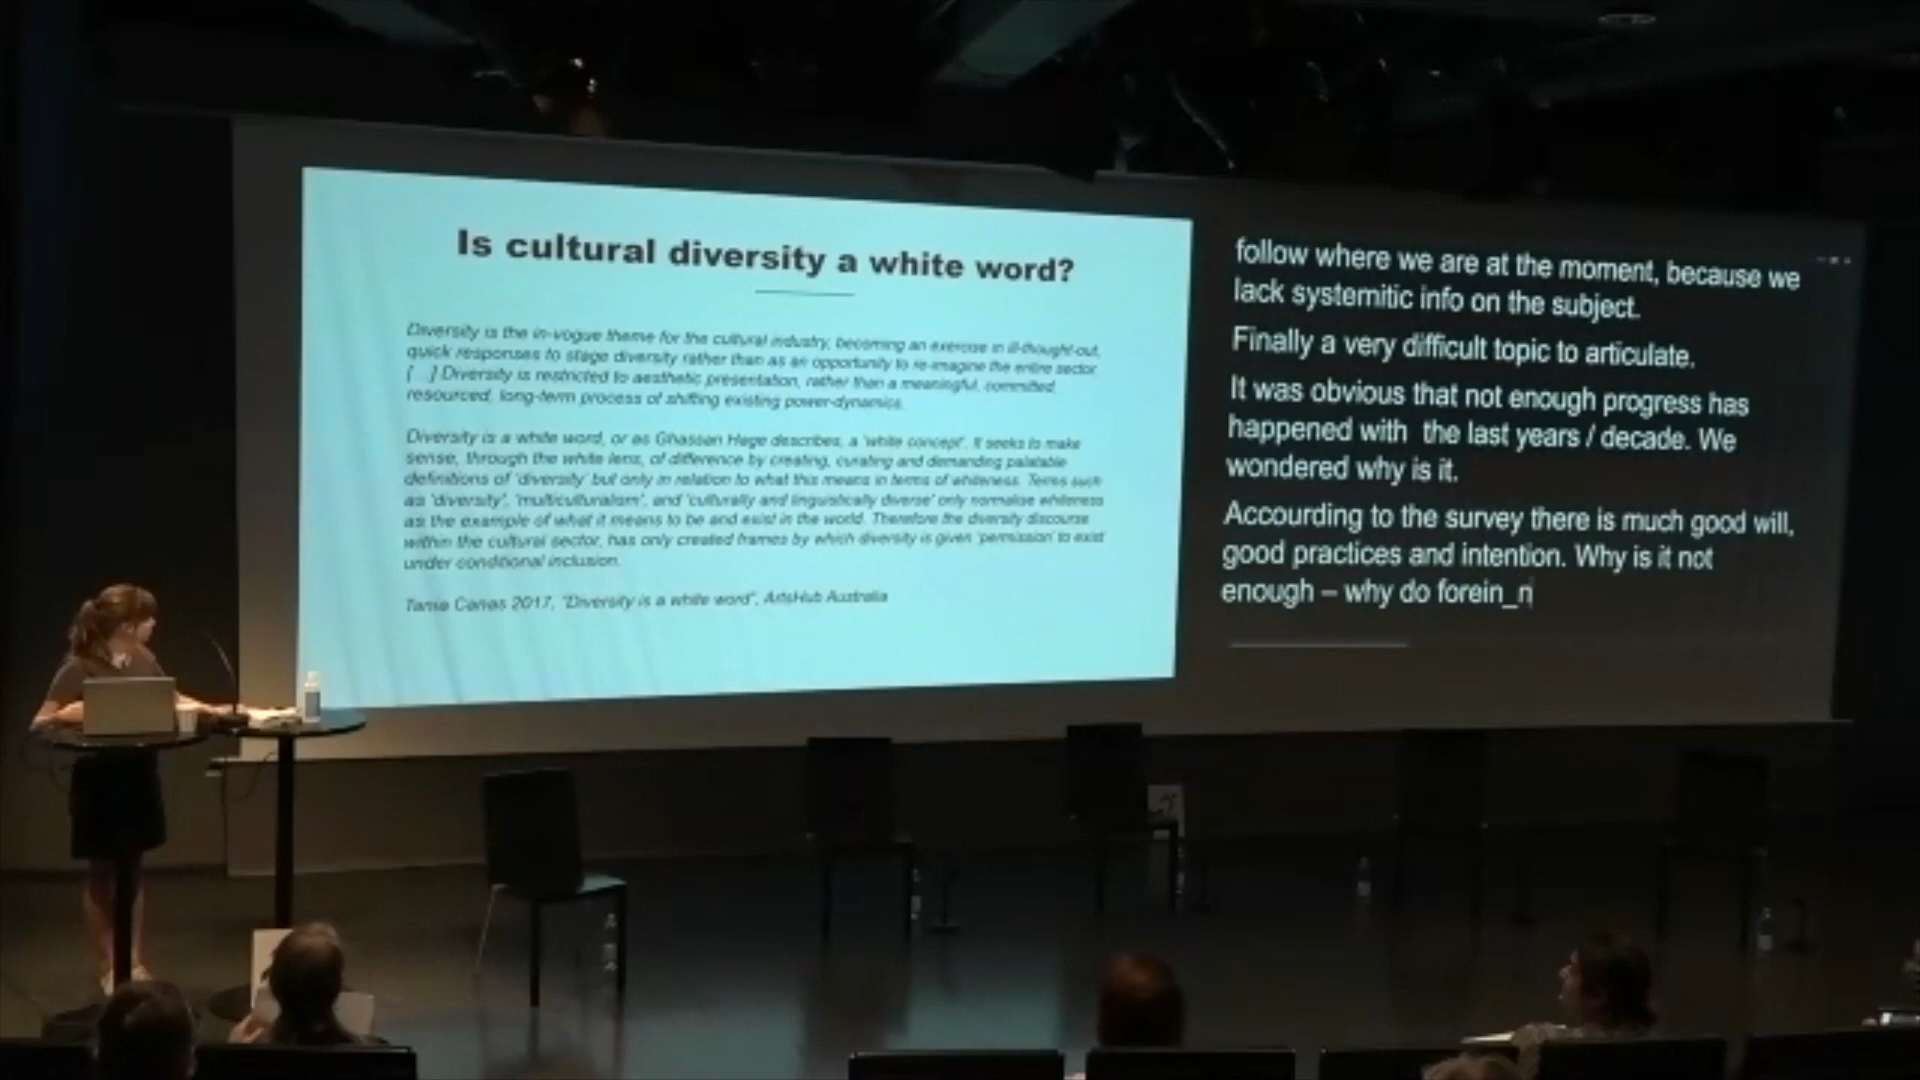 Is cultural diversity a white word?
Diversity is the in-vogue theme for the cultural industry, becoming an exercise in ill-thought-out,
quick responses to stage diversity rather than as an opportunity to re-imagine the entire sector.
[...] Diversity is restricted to aesthetic presentation, rather than a meaningful, committed,
resourced, long-term process of shifting existing power-dynamics.
Diversity is a white word, or as Ghassan Hage describes, a 'white concept'. It seeks to make
sense, through the white lens, of difference by creating, curating and demanding palatable
definitions of 'diversity' but only in relation to what this means in terms of whiteness. Terms such
as 'diversity', 'multiculturalism', and 'culturally and linguistically diverse' only normalise whiteness
as the example of what it means to be and exist in the world. Therefore the diversity discourse
within the cultural sector, has only created frames by which diversity is given 'permission' to exist
under conditional inclusion.
Tania Canas 2017, "Diversity is a white word", ArtsHub Australia
follow where we are at the moment, because we
lack systemitic info on the subject.
Finally a very difficult topic to articulate.
It was obvious that not enough progress has
happened with the last years / decade. We
wondered why is it.
Accourding to the survey there is much good will,
good practices and intention. Why is it not
enough – why do forein_n